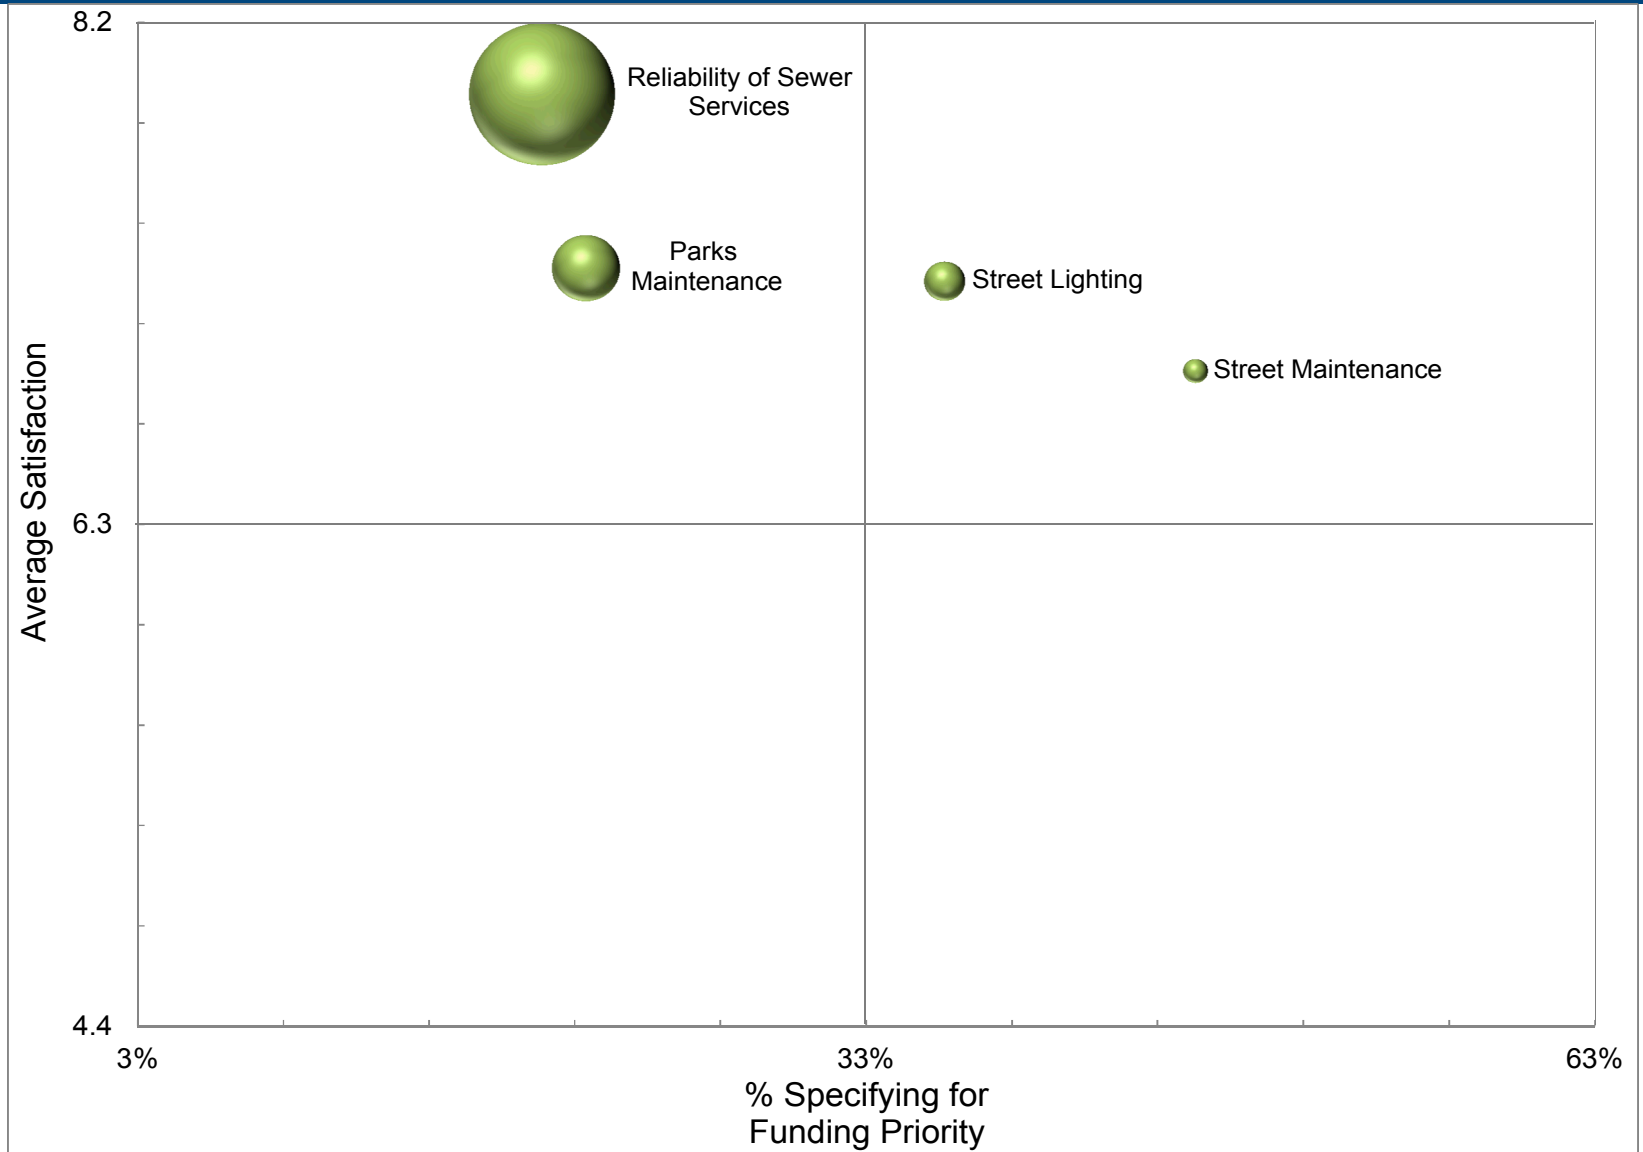 8.2
Reliability of Sewer
Services
Parks
Maintenance
Street Lighting
Street Maintenance
Average Satisfaction
6.3
4.4
3%
33%
63%
% Specifying for
Funding Priority